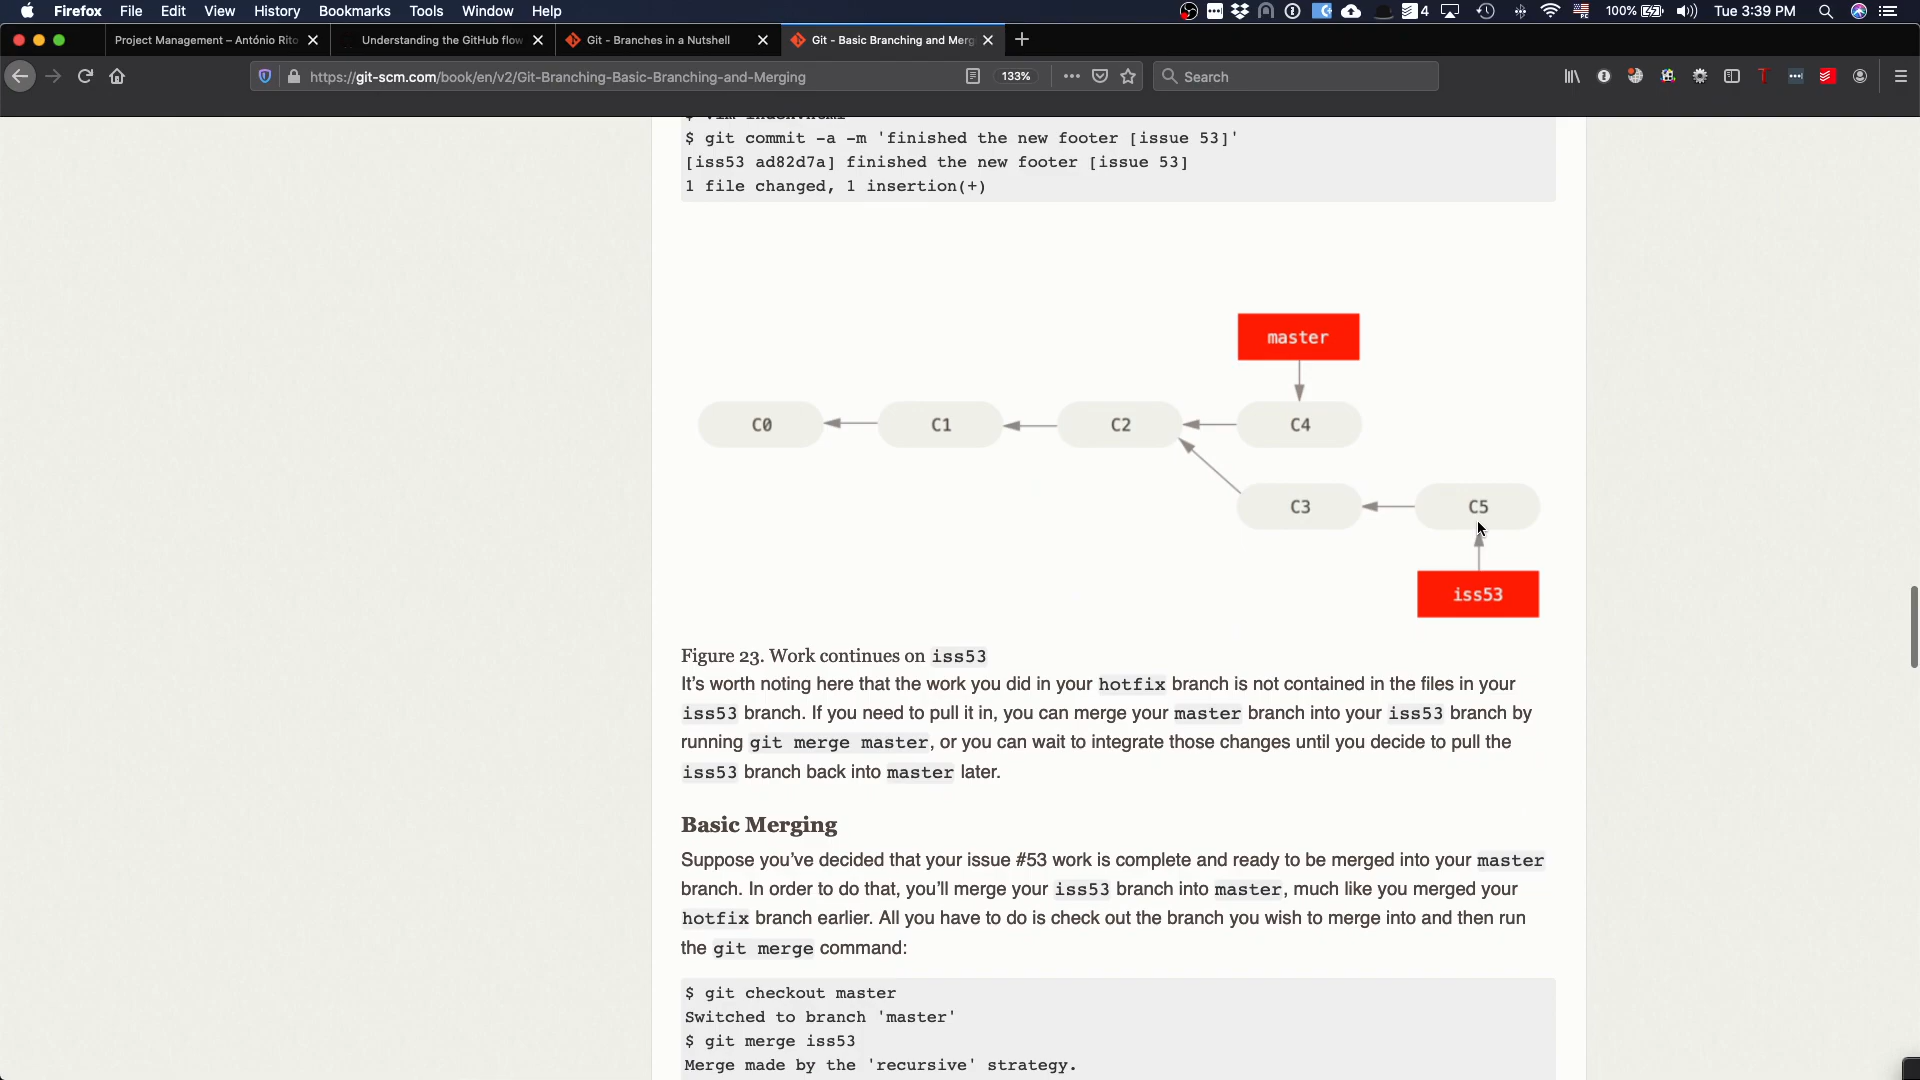 Firefox File Edit View History Bookmarks Tools Window Help 4 100% Tue 3:39 PM
Project Management – António Rito
Understanding the GitHub flow
Git - Branches in a Nutshell
Git - Basic Branching and Merg
https://git-scm.com/book/en/v2/Git-Branching-Basic-Branching-and-Merging 133% Search
$ git commit -a -m 'finished the new footer [issue 53]'
[iss53 ad82d7a] finished the new footer [issue 53]
1 file changed, 1 insertion(+)
master
C0 C1 C2 C4
C3 C5
iss53
Figure 23. Work continues on iss53
It's worth noting here that the work you did in your hotfix branch is not contained in the files in your
iss53 branch. If you need to pull it in, you can merge your master branch into your iss53 branch by
running git merge master, or you can wait to integrate those changes until you decide to pull the
iss53 branch back into master later.
Basic Merging
Suppose you've decided that your issue #53 work is complete and ready to be merged into your master
branch. In order to do that, you'll merge your iss53 branch into master, much like you merged your
hotfix branch earlier. All you have to do is check out the branch you wish to merge into and then run
the git merge command:
$ git checkout master
Switched to branch 'master'
$ git merge iss53
Merge made by the 'recursive' strategy.